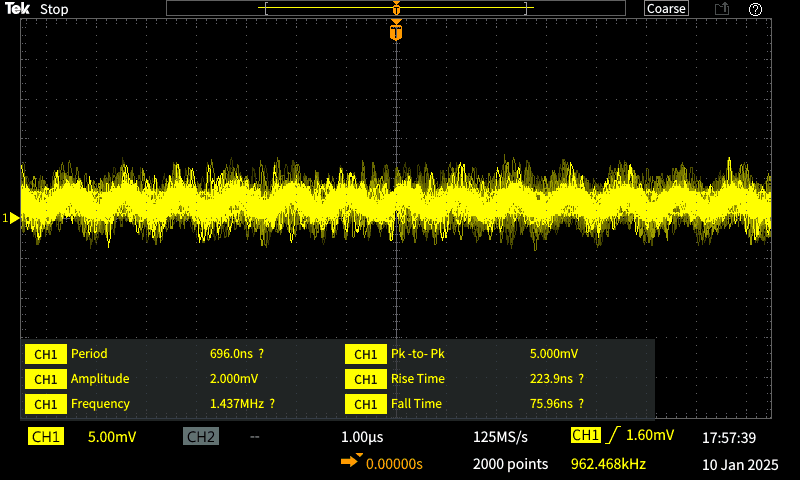 Tek Stop Coarse ?
T
T
1
CH1 Period 696.0ns ? CH1 Pk -to- Pk 5.000mV
CH1 Amplitude 2.000mV CH1 Rise Time 223.9ns ?
CH1 Frequency 1.437MHz ? CH1 Fall Time 75.96ns ?
CH1 5.00mV CH2 -- 1.00µs 125MS/s CH1 1.60mV 17:57:39
0.00000s 2000 points 962.468kHz 10 Jan 2025